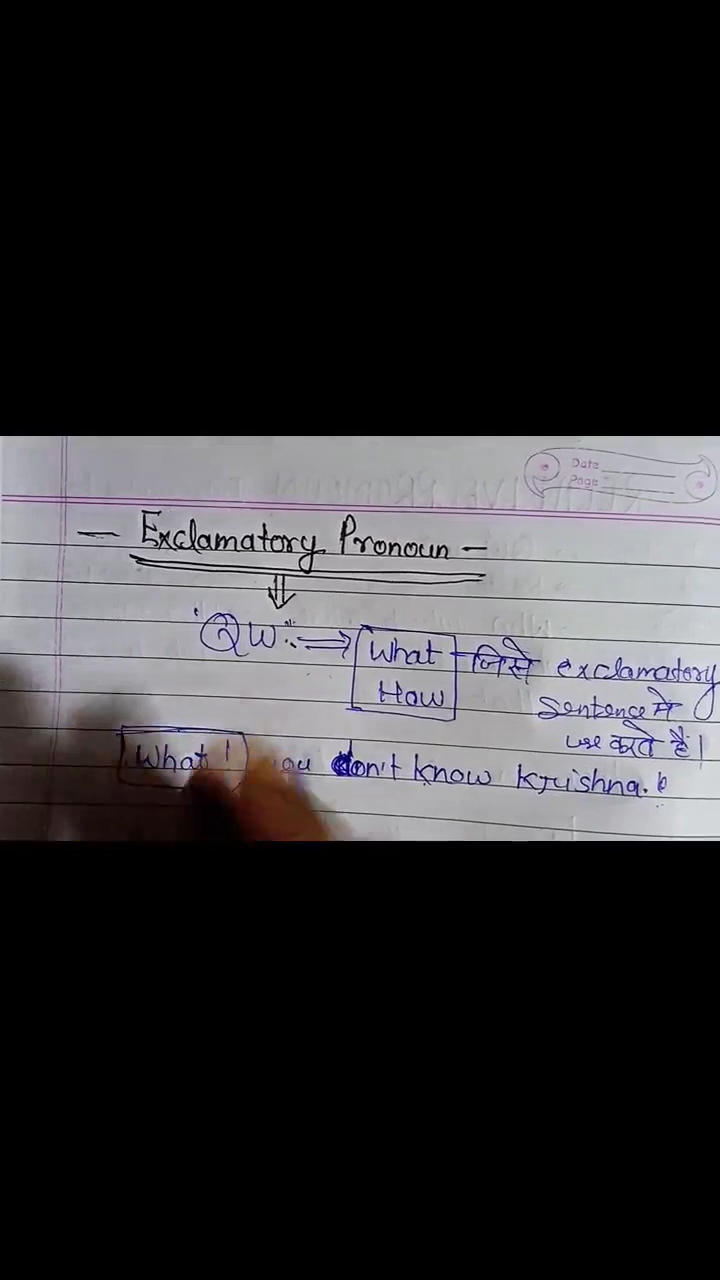 Date
Page
— Exclamatory Pronoun —
QW ⇒ What - जिसे exclamatory
How sentence में
use करते हैं।
What! don't know Krishna.